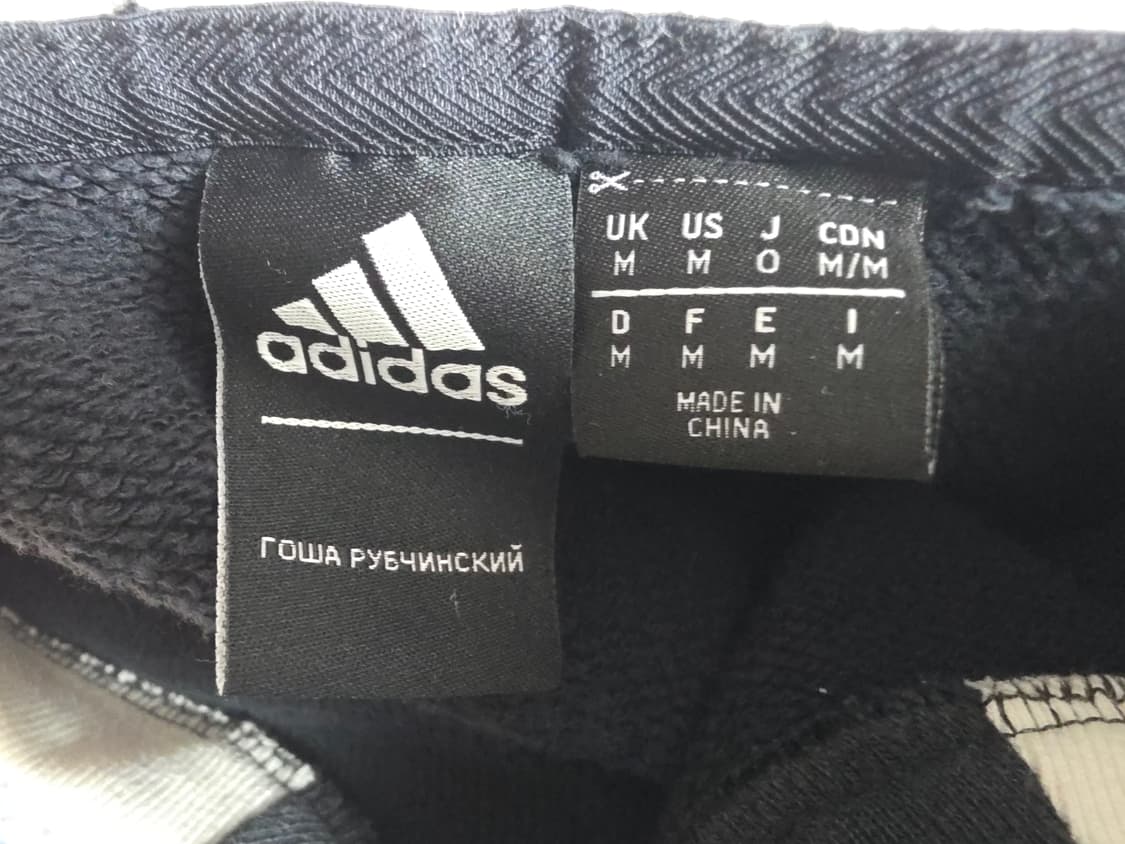 adidas
ГОША РУБЧИНСКИЙ
UK US J CDN
M M O M/M
D F E I
M M M M
MADE IN
CHINA